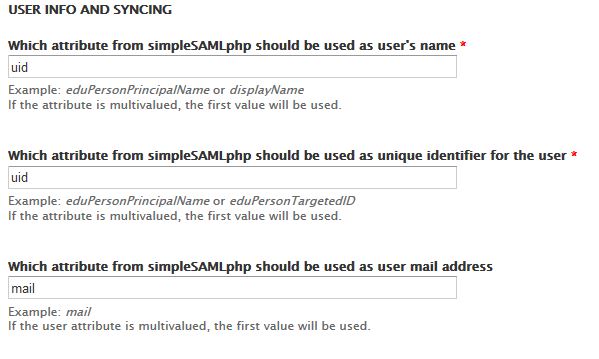 USER INFO AND SYNCING
Which attribute from simpleSAMLphp should be used as user's name *
uid
Example: eduPersonPrincipalName or displayName
If the attribute is multivalued, the first value will be used.
Which attribute from simpleSAMLphp should be used as unique identifier for the user *
uid
Example: eduPersonPrincipalName or eduPersonTargetedID
If the attribute is multivalued, the first value will be used.
Which attribute from simpleSAMLphp should be used as user mail address
mail
Example: mail
If the user attribute is multivalued, the first value will be used.